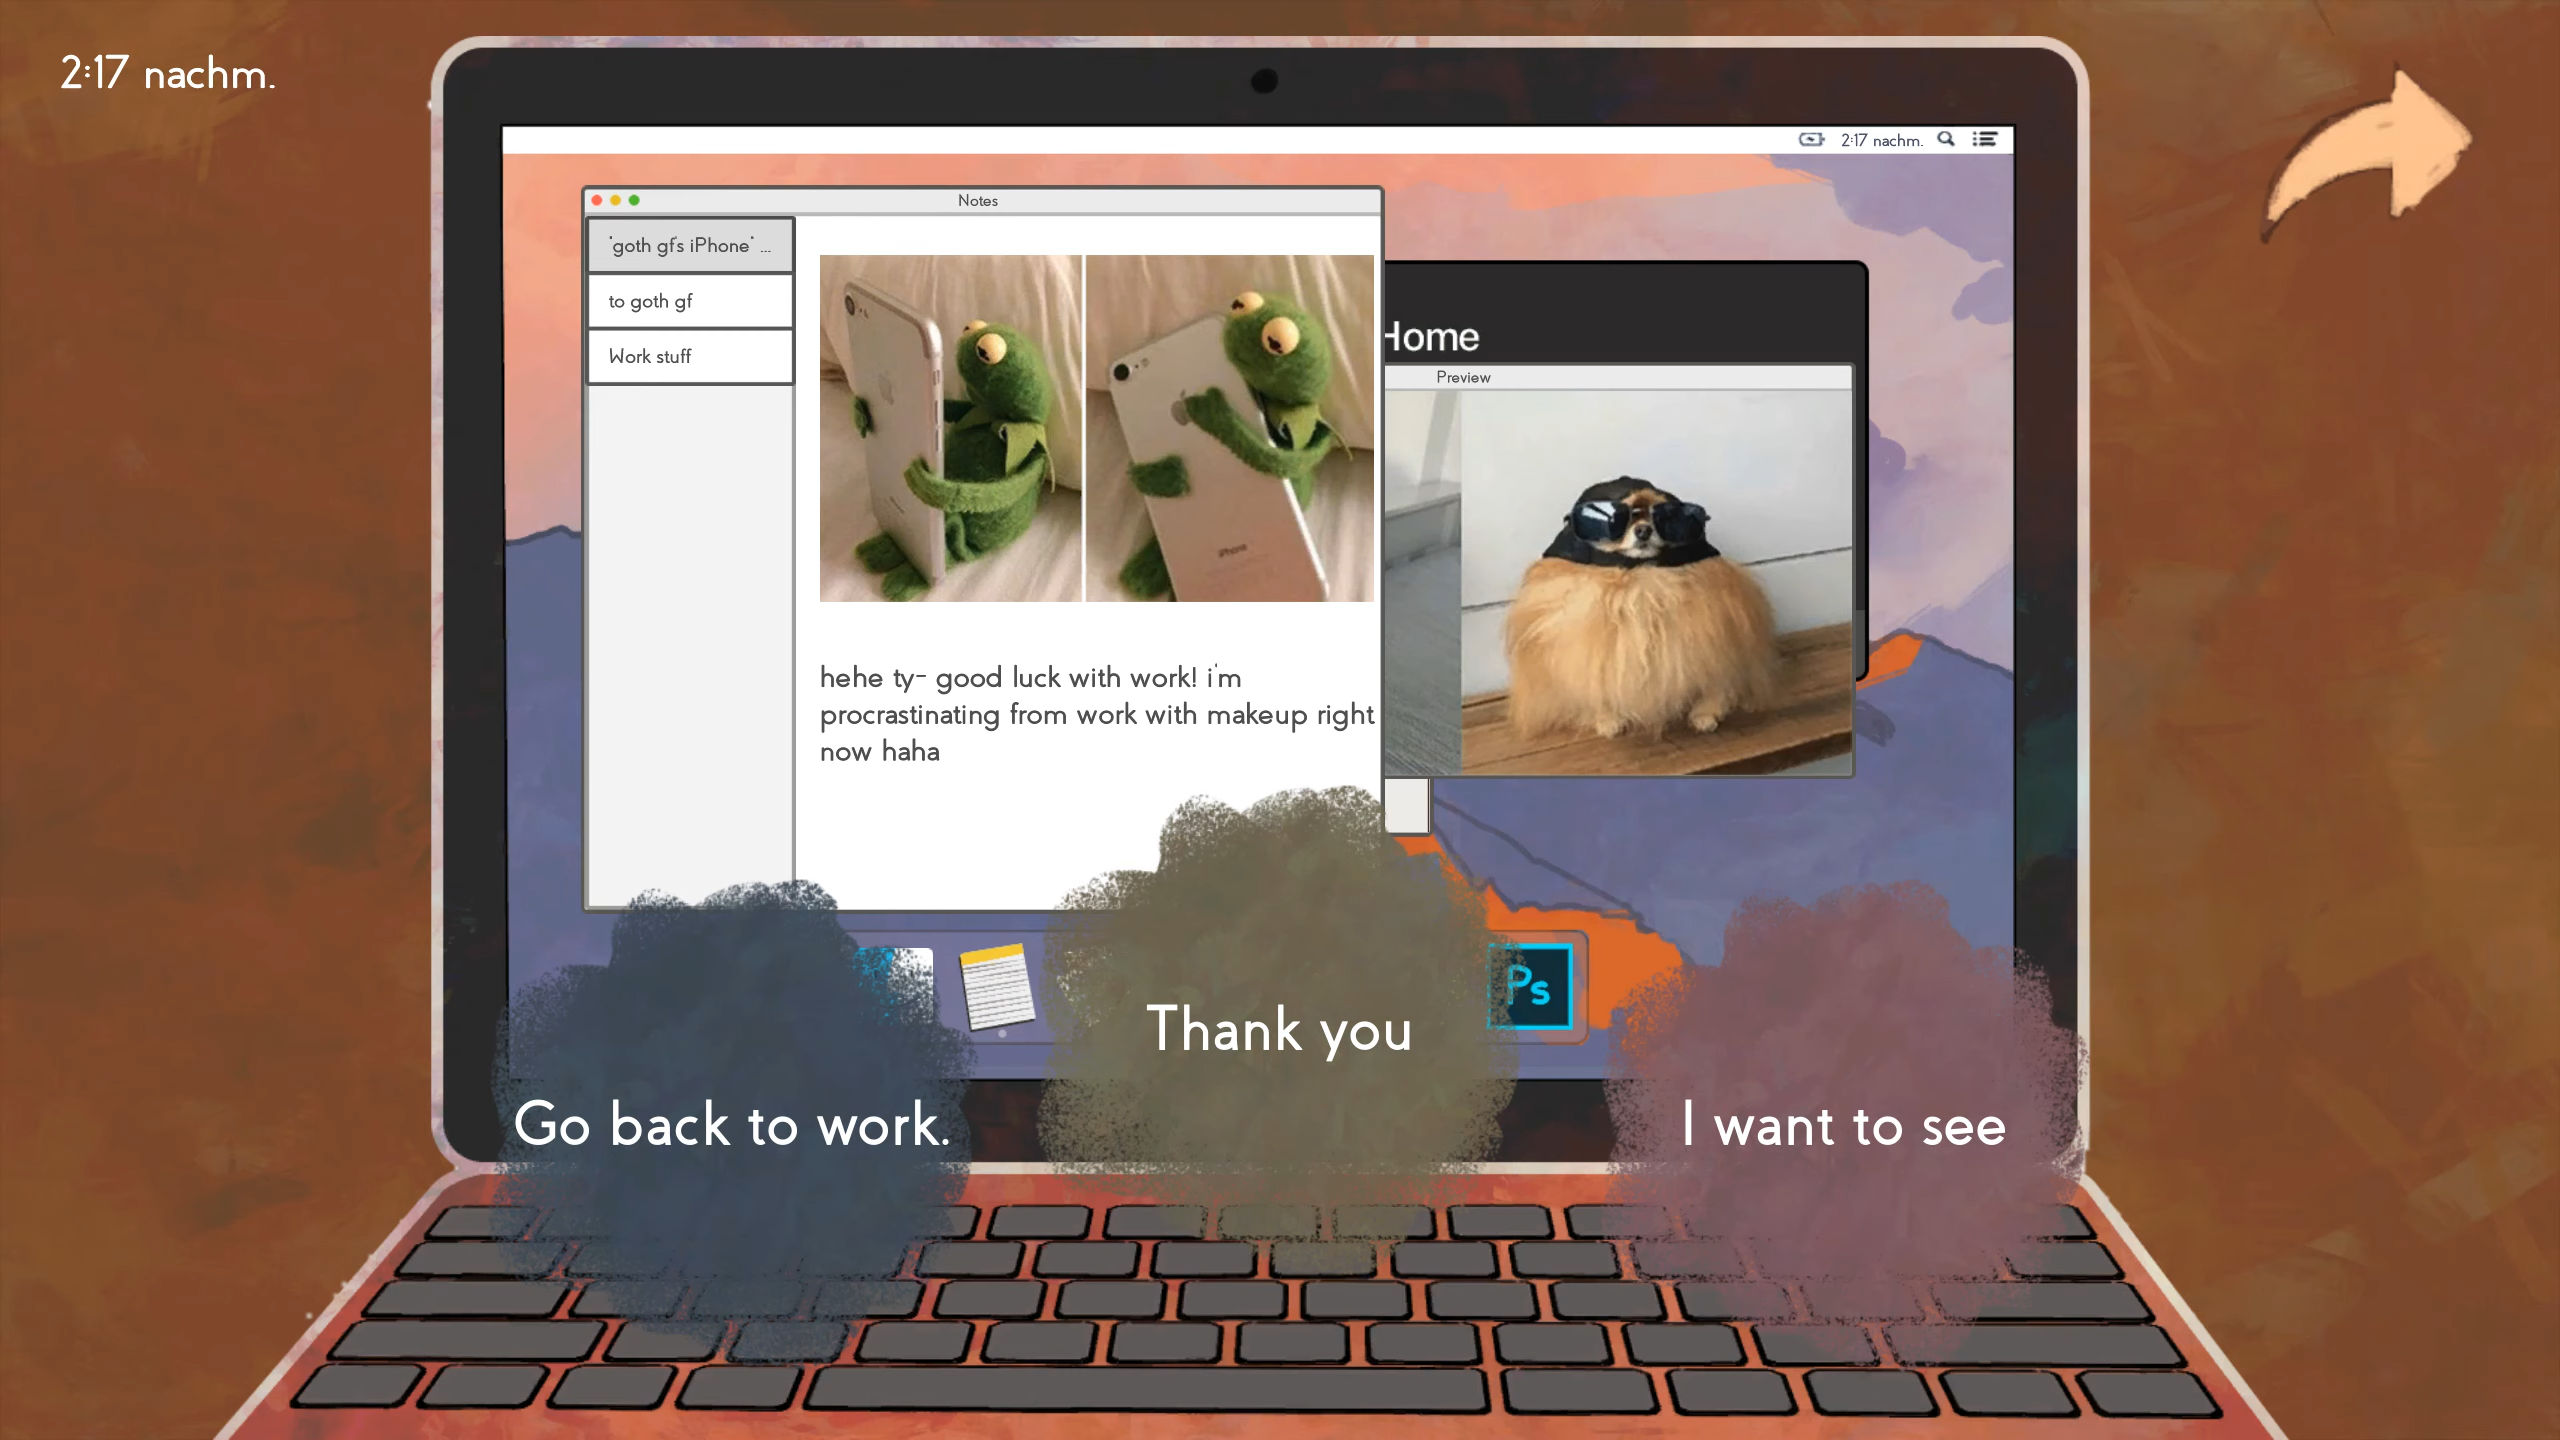 2:17 nachm.
2:17 nachm.
Notes
"goth gf's iPhone" ...
to goth gf
Work stuff
Home
Preview
iPhone
hehe ty- good luck with work! i'm
procrastinating from work with makeup right
now haha
Ps
Thank you
Go back to work.
I want to see